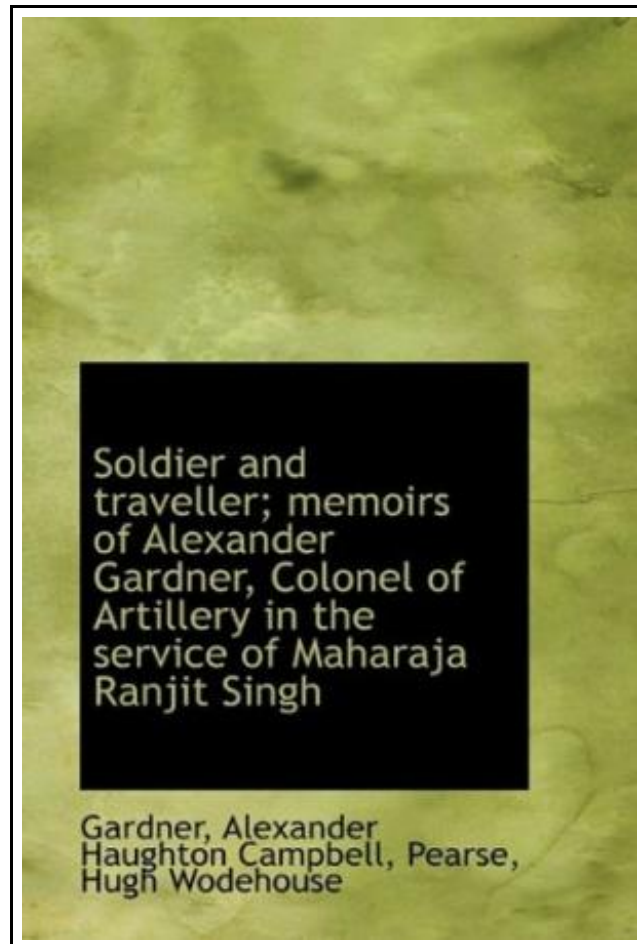 Soldier and
traveller; memoirs
of Alexander
Gardner, Colonel of
Artillery in the
service of Maharaja
Ranjit Singh
Gardner, Alexander
Haughton Campbell, Pearse,
Hugh Wodehouse